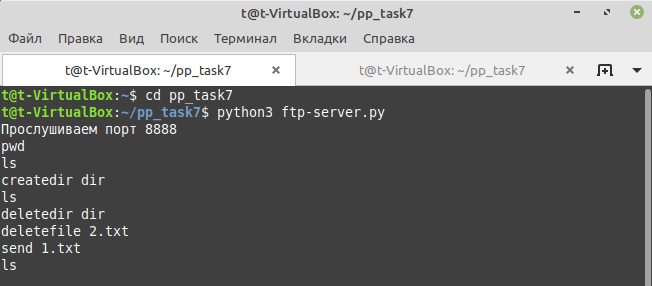 t@t-VirtualBox: ~/pp_task7
Файл Правка Вид Поиск Терминал Вкладки Справка
t@t-VirtualBox: ~/pp_task7 t@t-VirtualBox: ~/pp_task7
t@t-VirtualBox:~$ cd pp_task7
t@t-VirtualBox:~/pp_task7$ python3 ftp-server.py
Прослушиваем порт 8888
pwd
ls
createdir dir
ls
deletedir dir
deletefile 2.txt
send 1.txt
ls